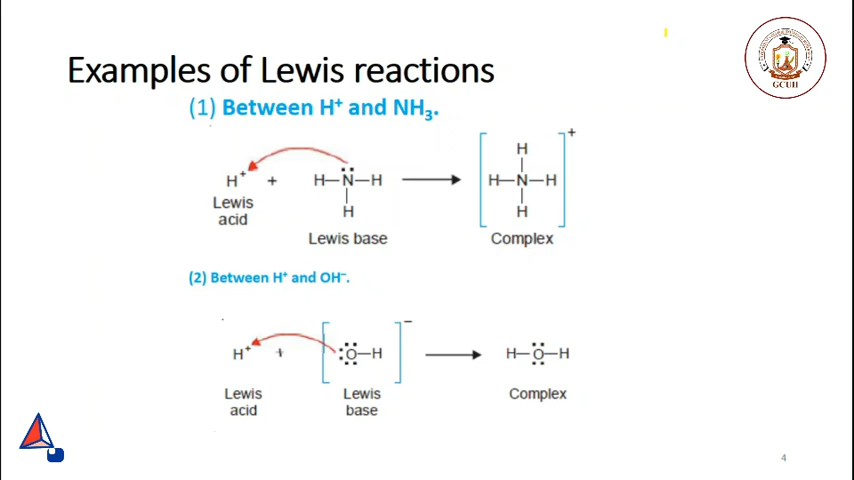 Examples of Lewis reactions
GCUH
(1) Between H⁺ and NH₃.
H
H⁺ + H—N—H H—N—H +
H H
Lewis acid
Lewis base
Complex
(2) Between H⁺ and OH⁻.
H⁺ + [:O—H]⁻ H—O—H
Lewis acid
Lewis base
Complex
4